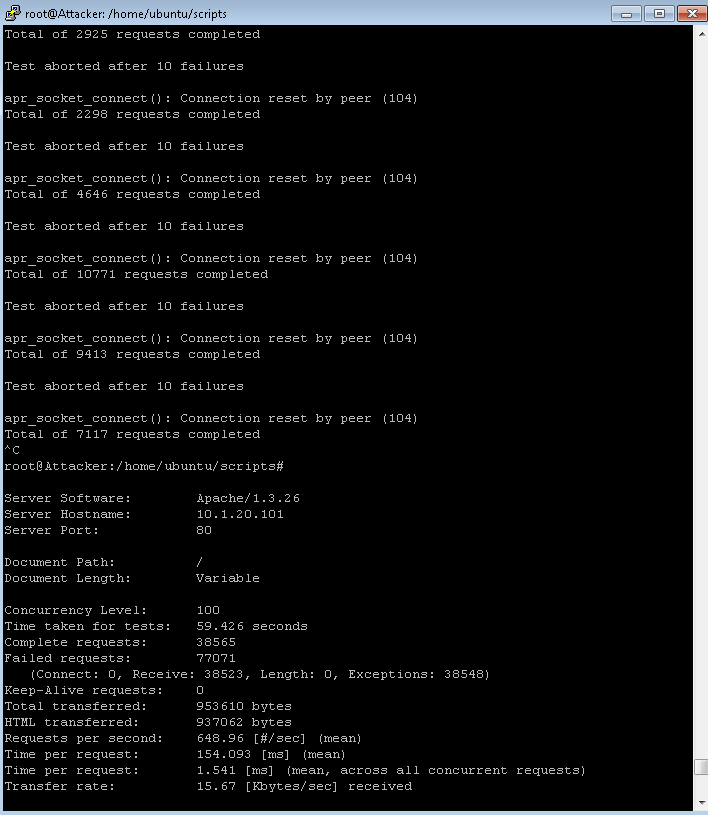 root@Attacker: /home/ubuntu/scripts
Total of 2925 requests completed
Test aborted after 10 failures
apr_socket_connect(): Connection reset by peer (104)
Total of 2298 requests completed
Test aborted after 10 failures
apr_socket_connect(): Connection reset by peer (104)
Total of 4646 requests completed
Test aborted after 10 failures
apr_socket_connect(): Connection reset by peer (104)
Total of 10771 requests completed
Test aborted after 10 failures
apr_socket_connect(): Connection reset by peer (104)
Total of 9413 requests completed
Test aborted after 10 failures
apr_socket_connect(): Connection reset by peer (104)
Total of 7117 requests completed
^C
root@Attacker:/home/ubuntu/scripts#
Server Software:        Apache/1.3.26
Server Hostname:        10.1.20.101
Server Port:            80
Document Path:          /
Document Length:        Variable
Concurrency Level:      100
Time taken for tests:   59.426 seconds
Complete requests:      38565
Failed requests:        77071
   (Connect: 0, Receive: 38523, Length: 0, Exceptions: 38548)
Keep-Alive requests:    0
Total transferred:      953610 bytes
HTML transferred:       937062 bytes
Requests per second:    648.96 [#/sec] (mean)
Time per request:       154.093 [ms] (mean)
Time per request:       1.541 [ms] (mean, across all concurrent requests)
Transfer rate:          15.67 [Kbytes/sec] received